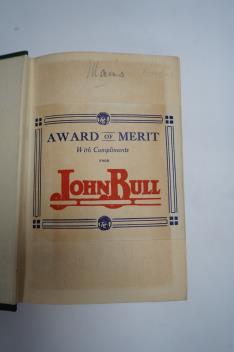 AWARD OF MERIT
With Compliments
FROM
JOHN BULL